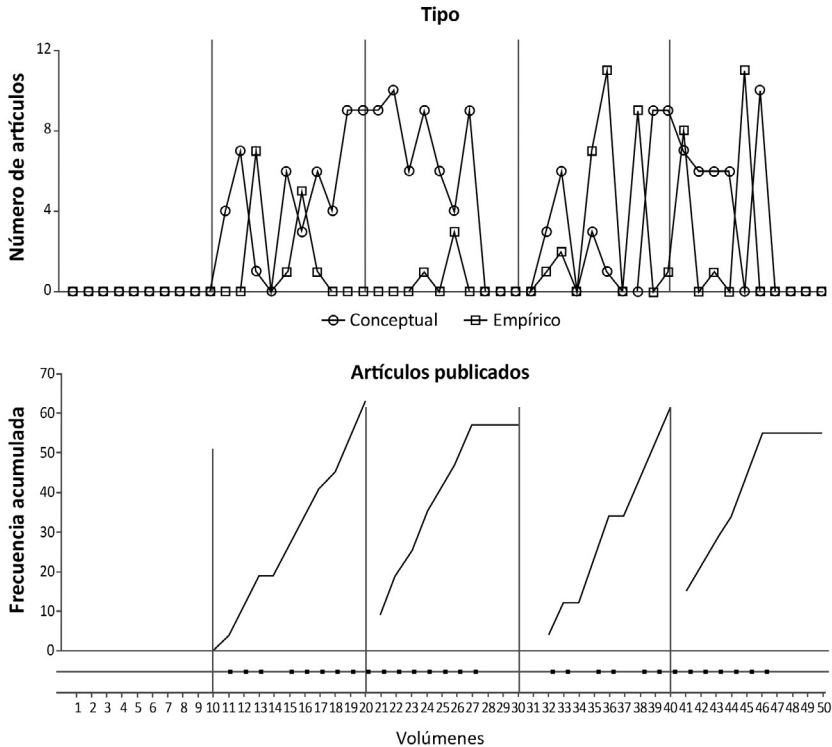 Tipo
Número de artículos
12
8
4
0
Conceptual Empírico
Artículos publicados
Frecuencia acumulada
70
60
50
40
30
20
10
0
1 2 3 4 5 6 7 8 9 10 11 12 13 14 15 16 17 18 19 20 21 22 23 24 25 26 27 28 29 30 31 32 33 34 35 36 37 38 39 40 41 42 43 44 45 46 47 48 49 50
Volúmenes